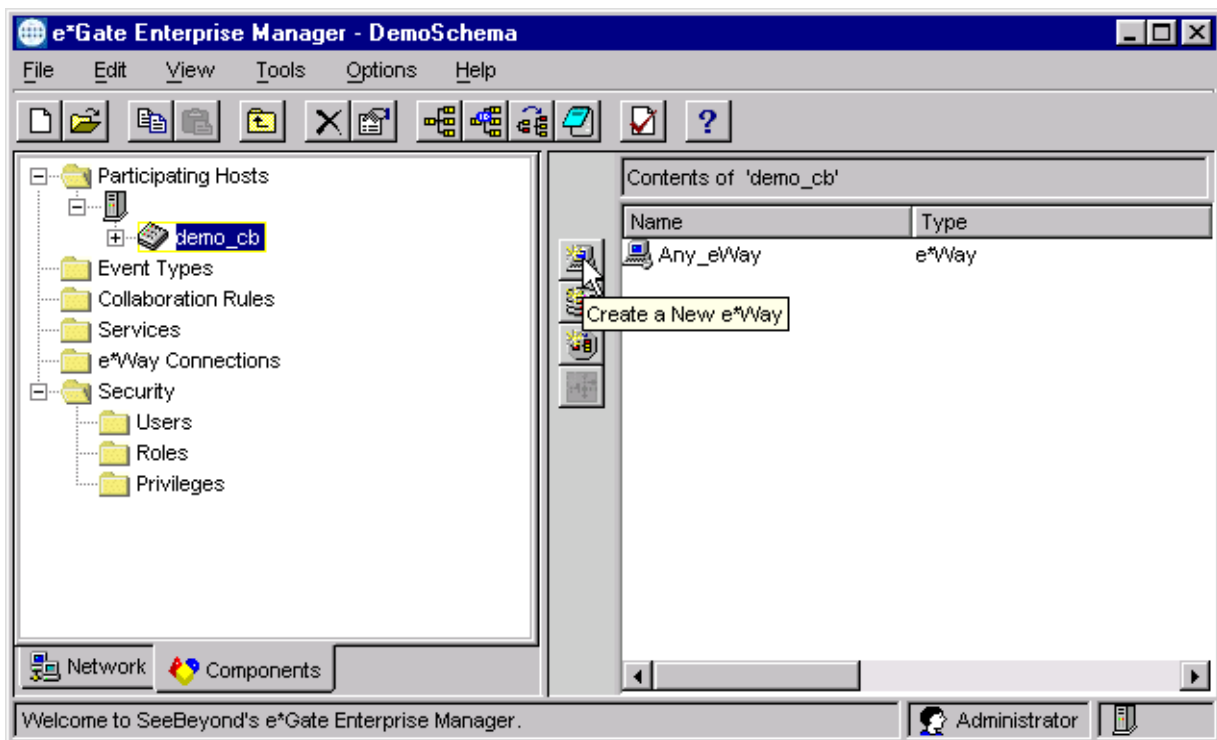 e*Gate Enterprise Manager - DemoSchema
File Edit View Tools Options Help
Participating Hosts
demo_cb
Event Types
Collaboration Rules
Services
e*Way Connections
Security
Users
Roles
Privileges
Network
Components
Create a New e*Way
Contents of 'demo_cb'
Name Type
Any_eWay e*Way
Welcome to SeeBeyond's e*Gate Enterprise Manager.
Administrator